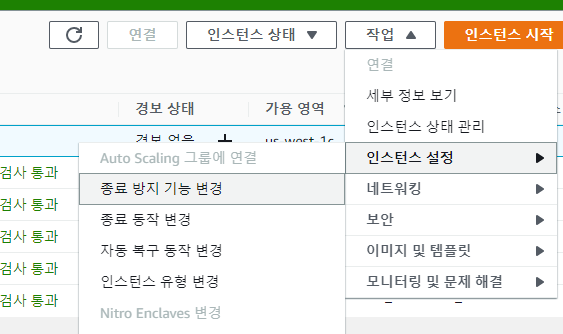 연결
인스턴스 상태
작업
인스턴스 시작
연결
세부 정보 보기
인스턴스 상태 관리
인스턴스 설정
네트워킹
보안
이미지 및 템플릿
모니터링 및 문제 해결
경보 상태
가용 영역
경보 없음
us-west-1c
Auto Scaling 그룹에 연결
종료 방지 기능 변경
종료 동작 변경
자동 복구 동작 변경
인스턴스 유형 변경
Nitro Enclaves 변경
검사 통과
검사 통과
검사 통과
검사 통과
검사 통과